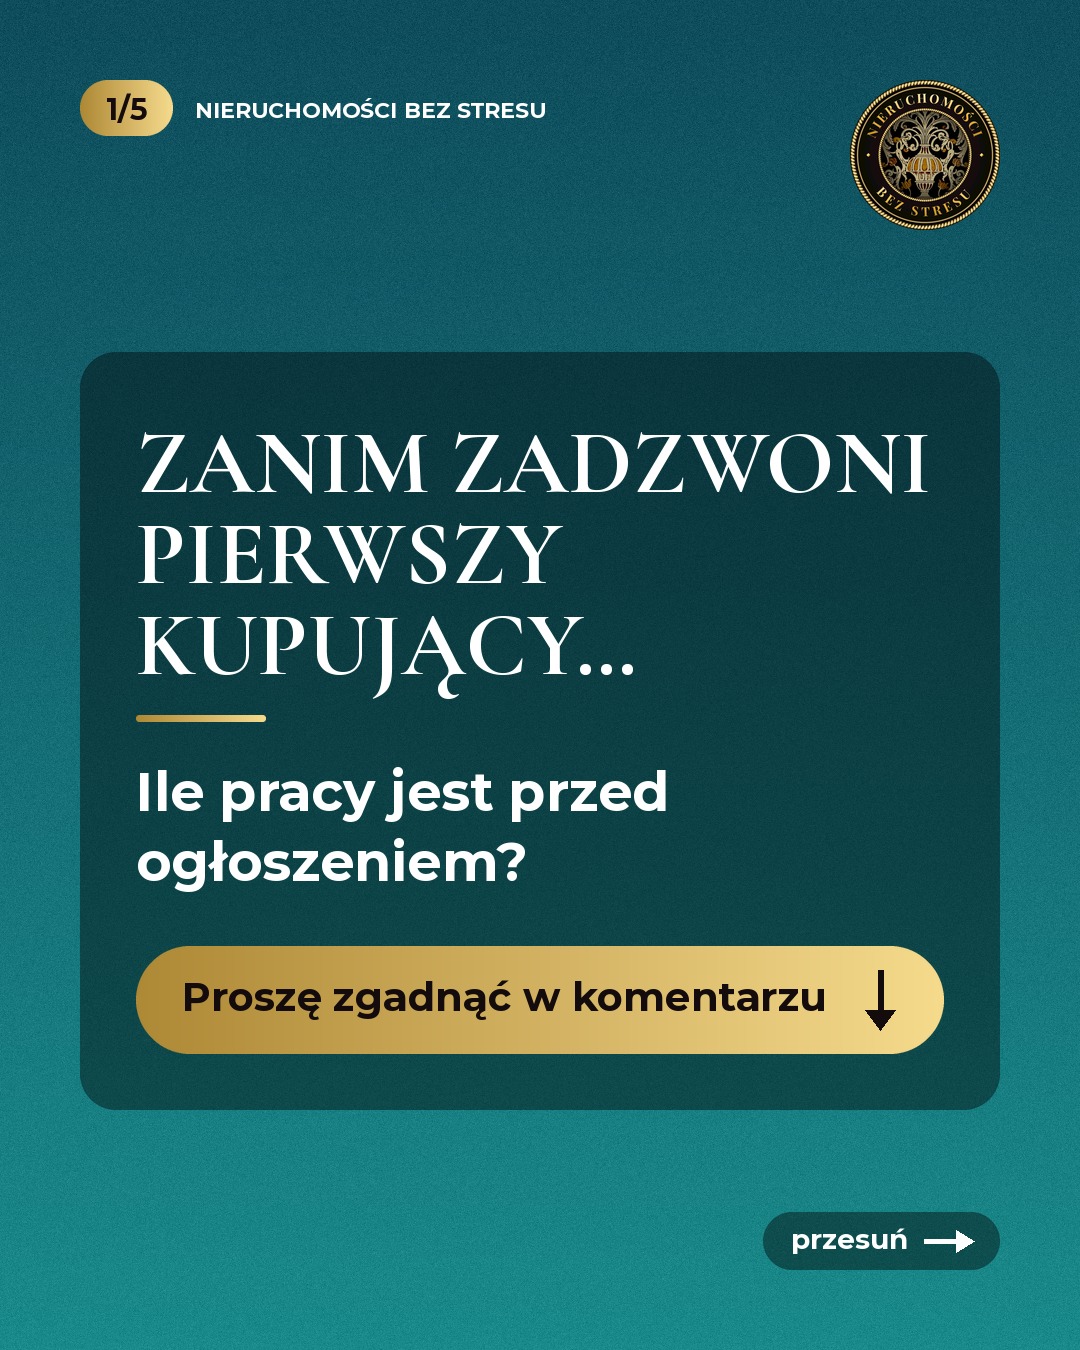 1/5
NIERUCHOMOŚCI BEZ STRESU
NIERUCHOMOŚCI
BEZ STRESU
ZANIM ZADZWONI
PIERWSZY
KUPUJĄCY...
Ile pracy jest przed
ogłoszeniem?
Proszę zgadnąć w komentarzu
przesuń